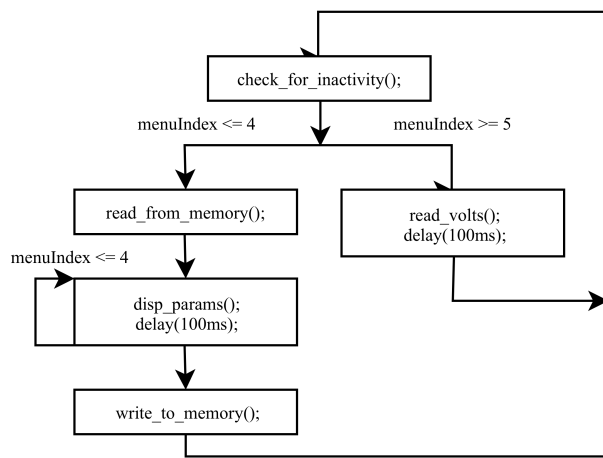 check_for_inactivity();
menuIndex <= 4
menuIndex >= 5
read_from_memory();
read_volts();
delay(100ms);
menuIndex <= 4
disp_params();
delay(100ms);
write_to_memory();